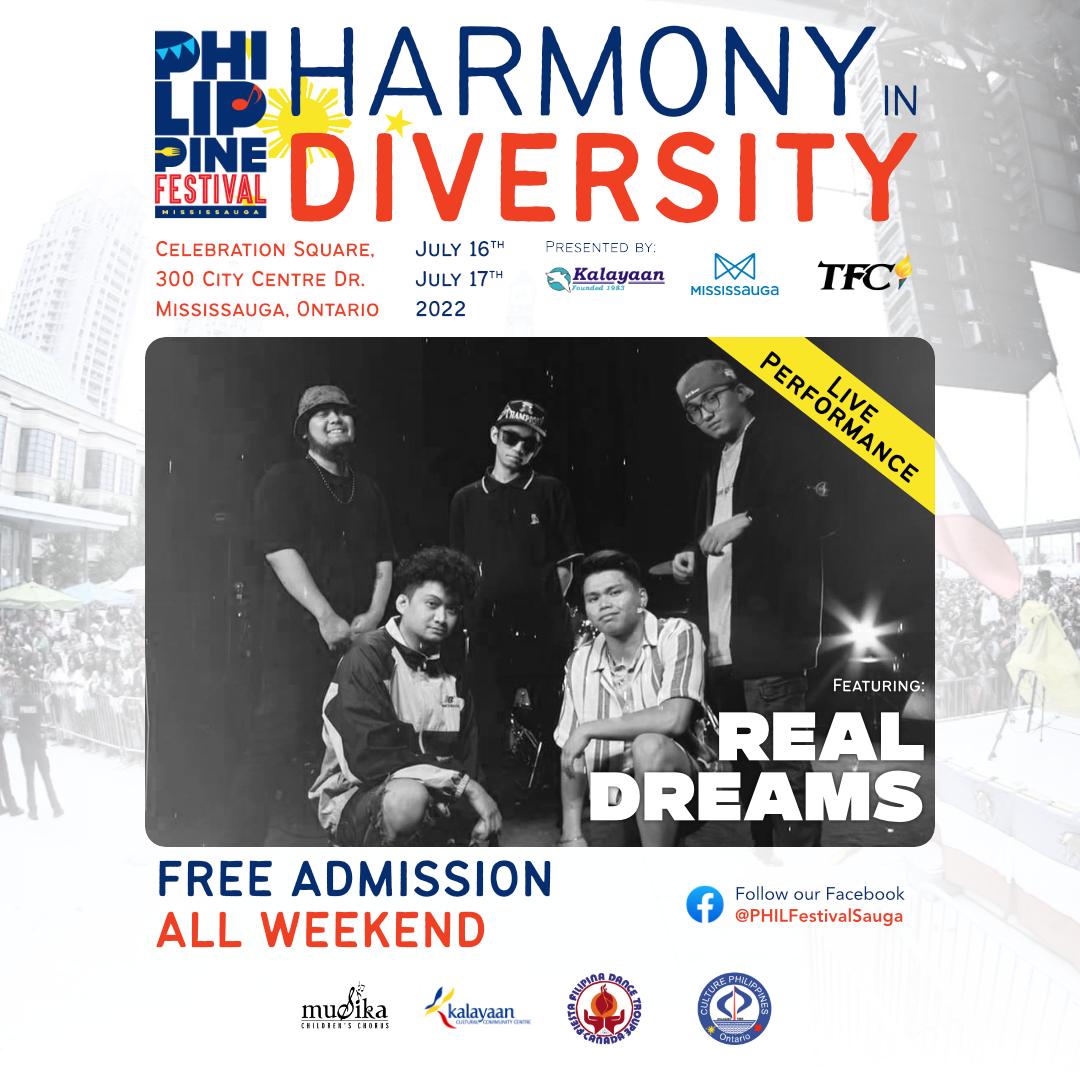 PHI
LIP
PINE
FESTIVAL
MISSISSAUGA
HARMONY IN
DIVERSITY
CELEBRATION SQUARE,
300 CITY CENTRE DR.
MISSISSAUGA, ONTARIO
JULY 16TH
JULY 17TH
2022
PRESENTED BY:
Kalayaan
Founded 1983
MISSISSAUGA
TFC
LIVE
PERFORMANCE
CHAMPION
FEATURING:
REAL
DREAMS
FREE ADMISSION
ALL WEEKEND
Follow our Facebook
@PHILFestivalSauga
musika
CHILDREN'S CHORUS
kalayaan
CULTURAL COMMUNITY CENTRE
FIESTA FILIPINA DANCE TROUPE
CANADA
CULTURE PHILIPPINES
Ontario